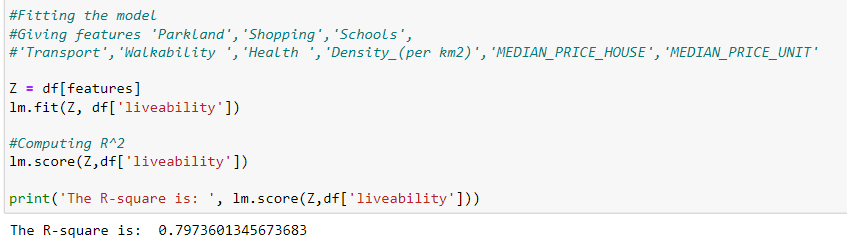 #Fitting the model
#Giving features 'Parkland','Shopping','Schools',
#'Transport','Walkability ','Health ','Density_(per km2)','MEDIAN_PRICE_HOUSE','MEDIAN_PRICE_UNIT'
Z = df[features]
lm.fit(Z, df['liveability'])
#Computing R^2
lm.score(Z,df['liveability'])
print('The R-square is: ', lm.score(Z,df['liveability']))
The R-square is:  0.7973601345673683